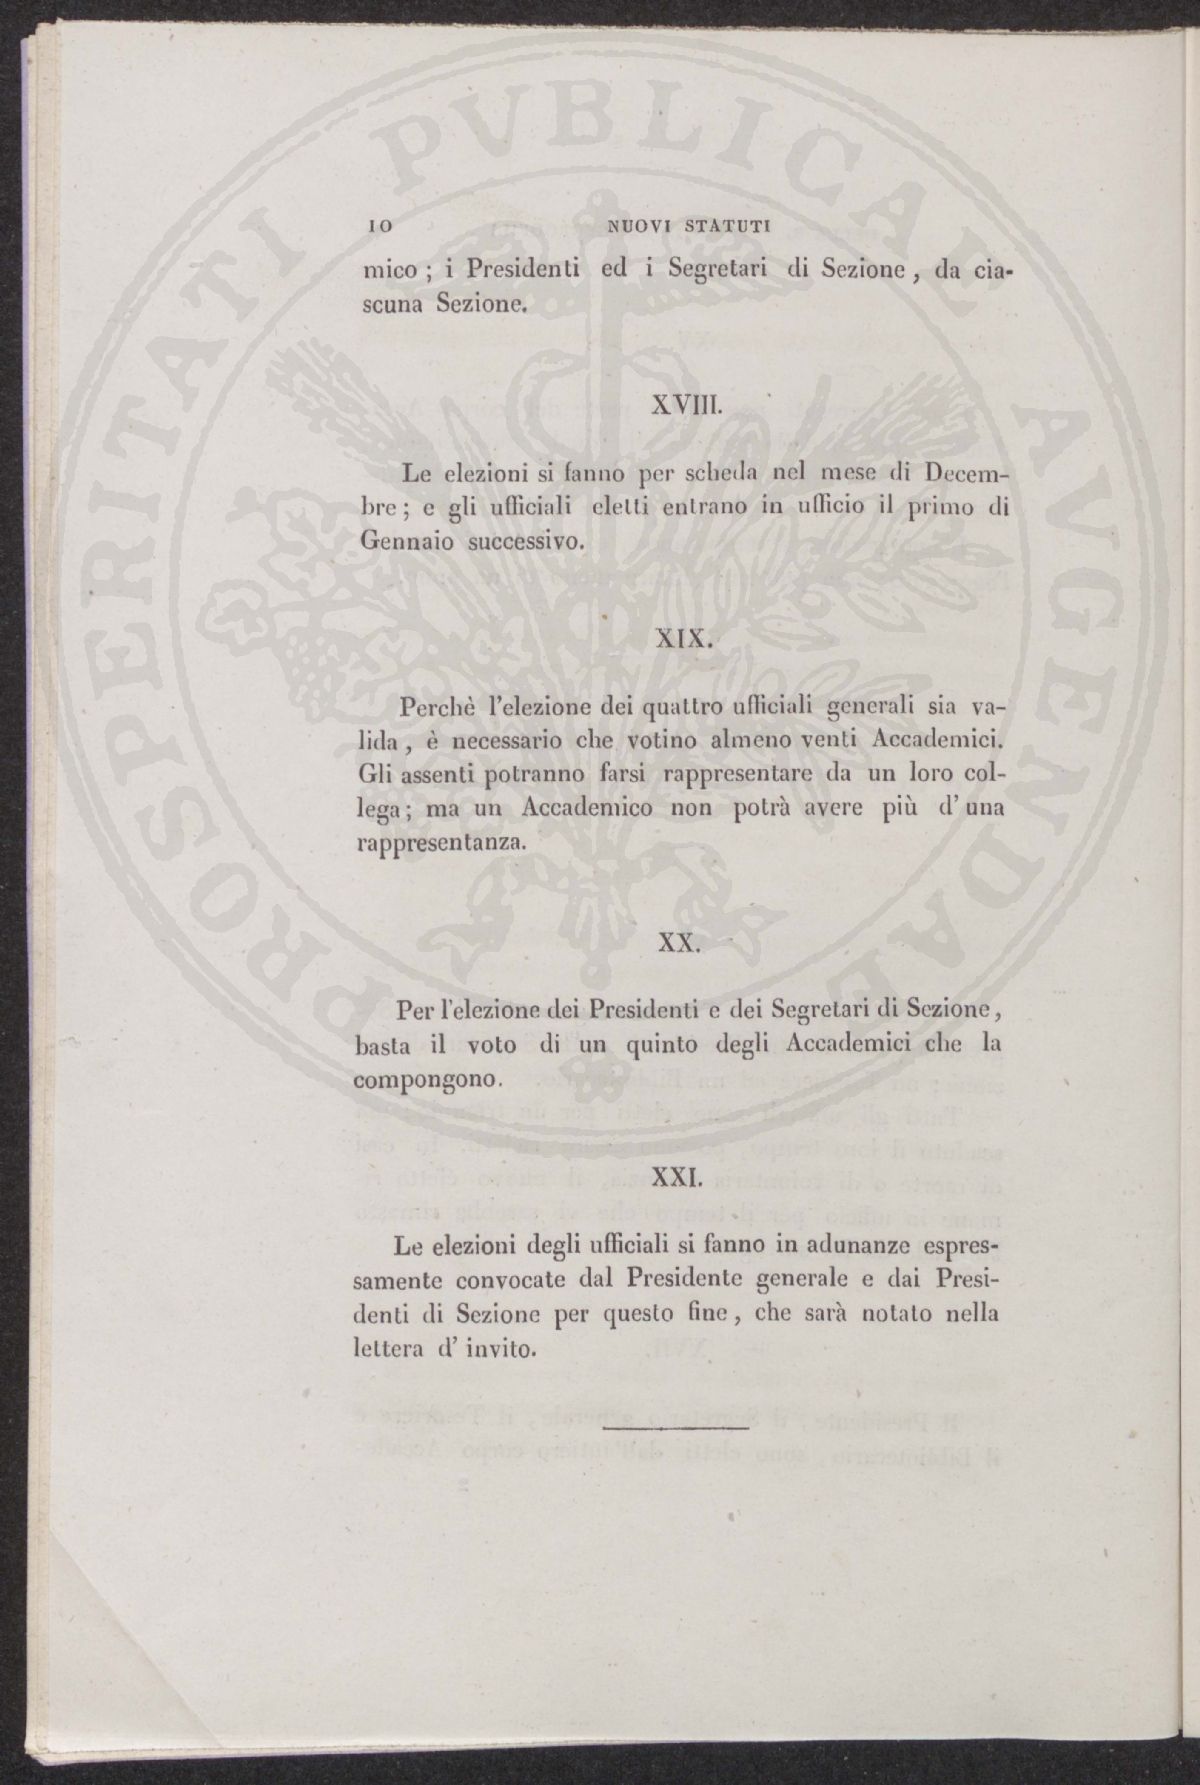 PROSPERITATI PVBLICAE AVGENDAE
10 NUOVI STATUTI
mico ; i Presidenti ed i Segretari di Sezione , da cia-
scuna Sezione.
XVIII.
Le elezioni si fanno per scheda nel mese di Decem-
bre ; e gli ufficiali eletti entrano in ufficio il primo di
Gennaio successivo.
XIX.
Perchè l'elezione dei quattro ufficiali generali sia va-
lida , è necessario che votino almeno venti Accademici.
Gli assenti potranno farsi rappresentare da un loro col-
lega ; ma un Accademico non potrà avere più d' una
rappresentanza.
XX.
Per l'elezione dei Presidenti e dei Segretari di Sezione ,
basta il voto di un quinto degli Accademici che la
compongono.
XXI.
Le elezioni degli ufficiali si fanno in adunanze espres-
samente convocate dal Presidente generale e dai Presi-
denti di Sezione per questo fine , che sarà notato nella
lettera d' invito.